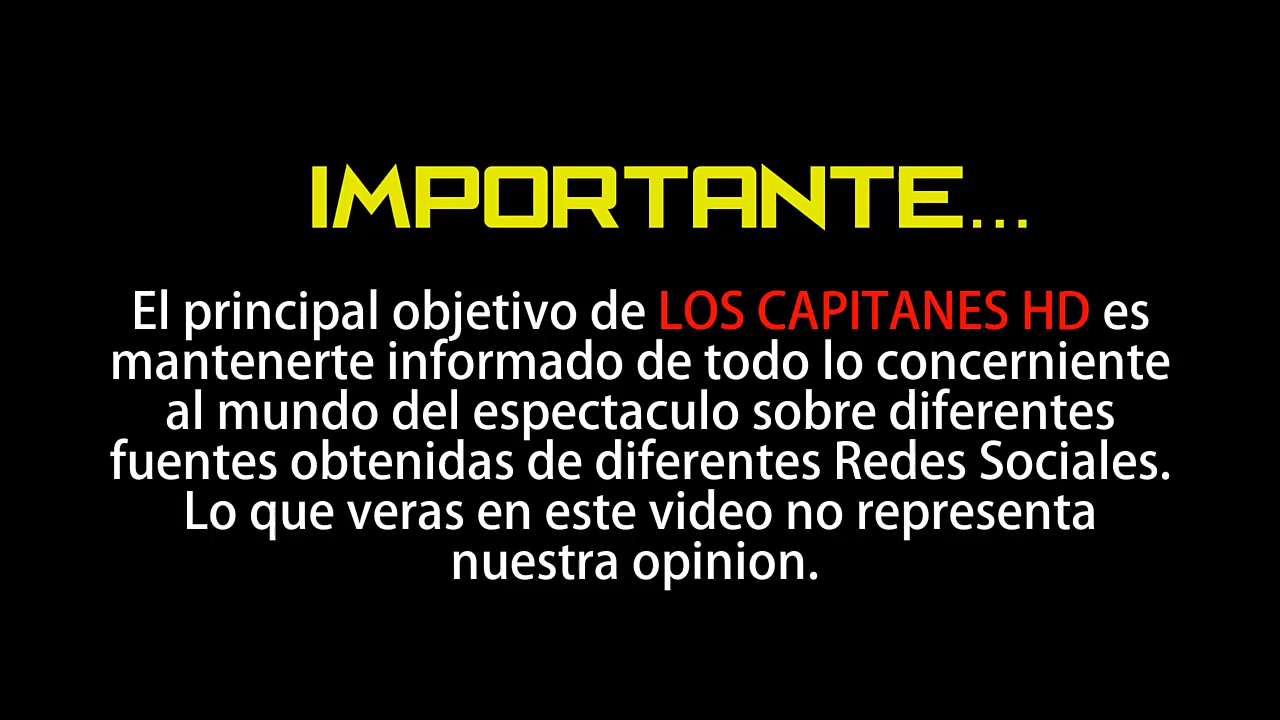 IMPORTANTE...
El principal objetivo de LOS CAPITANES HD es
mantenerte informado de todo lo concerniente
al mundo del espectaculo sobre diferentes
fuentes obtenidas de diferentes Redes Sociales.
Lo que veras en este video no representa
nuestra opinion.